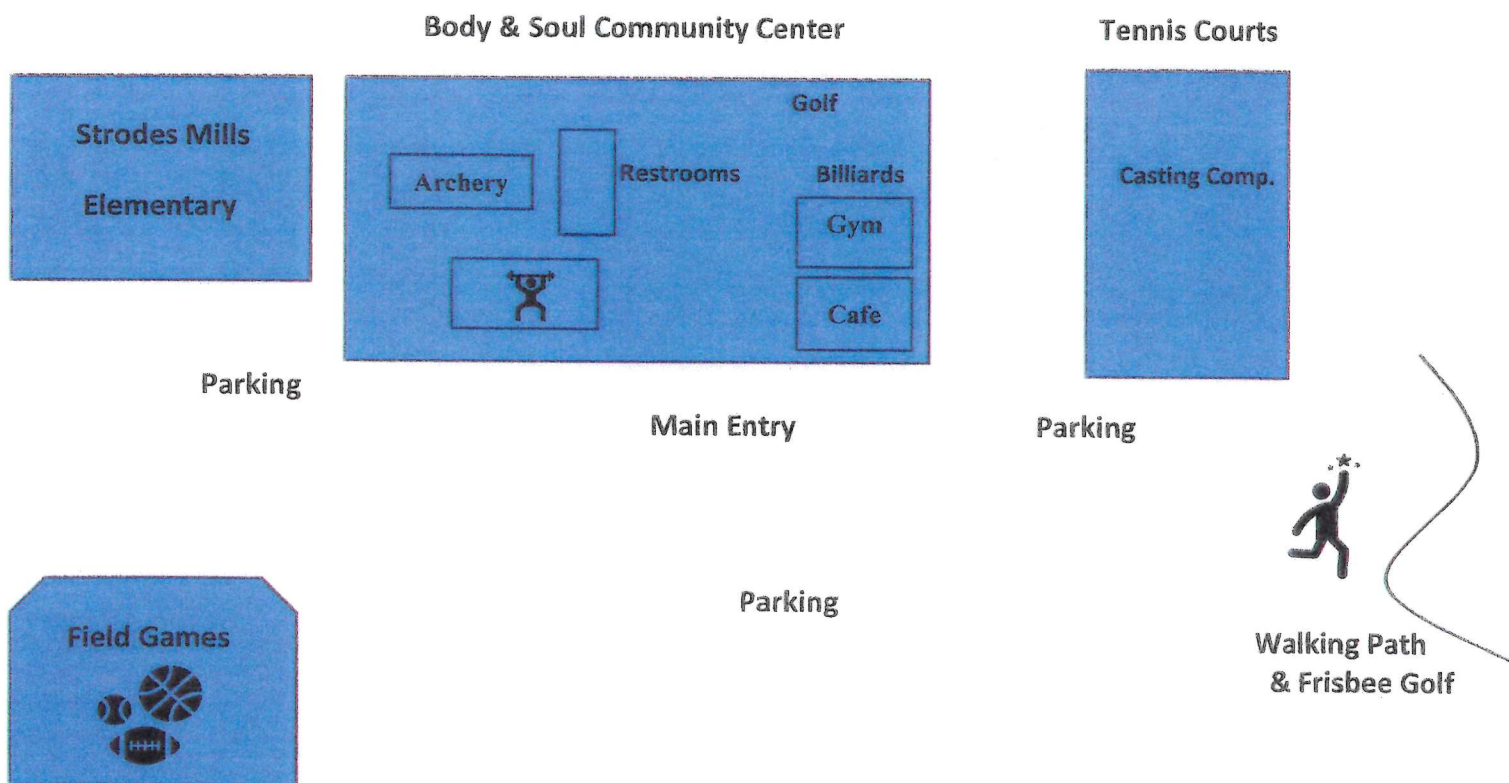 Body & Soul Community Center
Tennis Courts
Strodes Mills
Elementary
Golf
Archery
Restrooms
Billiards
Gym
Cafe
Casting Comp.
Parking
Main Entry
Parking
Parking
Field Games
Walking Path
& Frisbee Golf